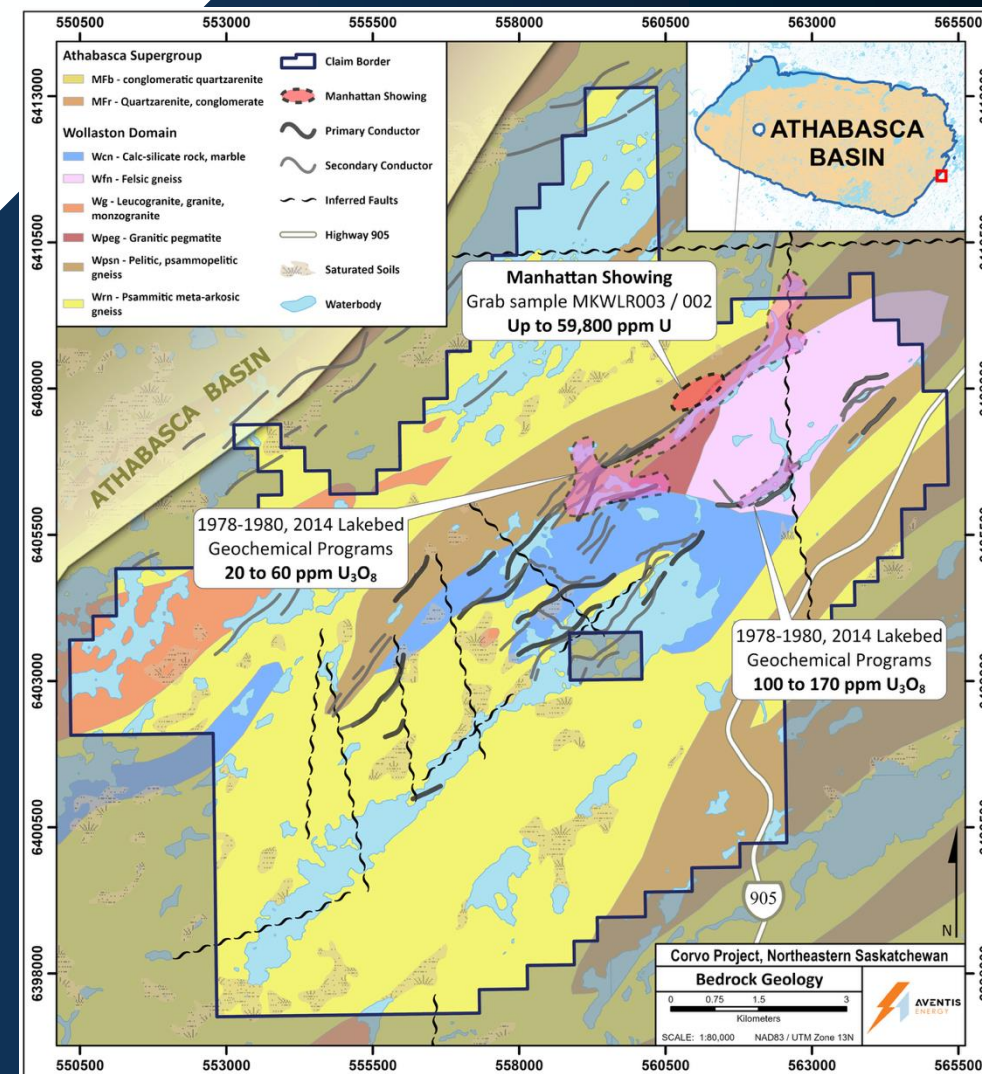 550500 553000 555500 558000 560500 563000 565500
Athabasca Supergroup
MFb - conglomeratic quartzarenite
MFr - Quartzarenite, conglomerate
Wollaston Domain
Wcn - Calc-silicate rock, marble
Wfn - Felsic gneiss
Wg - Leucogranite, granite,
monzogranite
Wpeg - Granitic pegmatite
Wpsn - Pelitic, psammopelitic
gneiss
Wrn - Psammitic meta-arkosic
gneiss
Claim Border
Manhattan Showing
Primary Conductor
Secondary Conductor
Inferred Faults
Highway 905
Saturated Soils
Waterbody
ATHABASCA
BASIN
6413000
6410500
6408000
6405500
6403000
6400500
6398000
Manhattan Showing
Grab sample MKWLR003 / 002
Up to 59,800 ppm U
ATHABASCA BASIN
1978-1980, 2014 Lakebed
Geochemical Programs
20 to 60 ppm U₃O₈
1978-1980, 2014 Lakebed
Geochemical Programs
100 to 170 ppm U₃O₈
905
N
Corvo Project, Northeastern Saskatchewan
Bedrock Geology
0 0.75 1.5 3
Kilometers
SCALE: 1:80,000 NAD83 / UTM Zone 13N
AVENTIS
ENERGY
550500 553000 555500 558000 560500 563000 565500